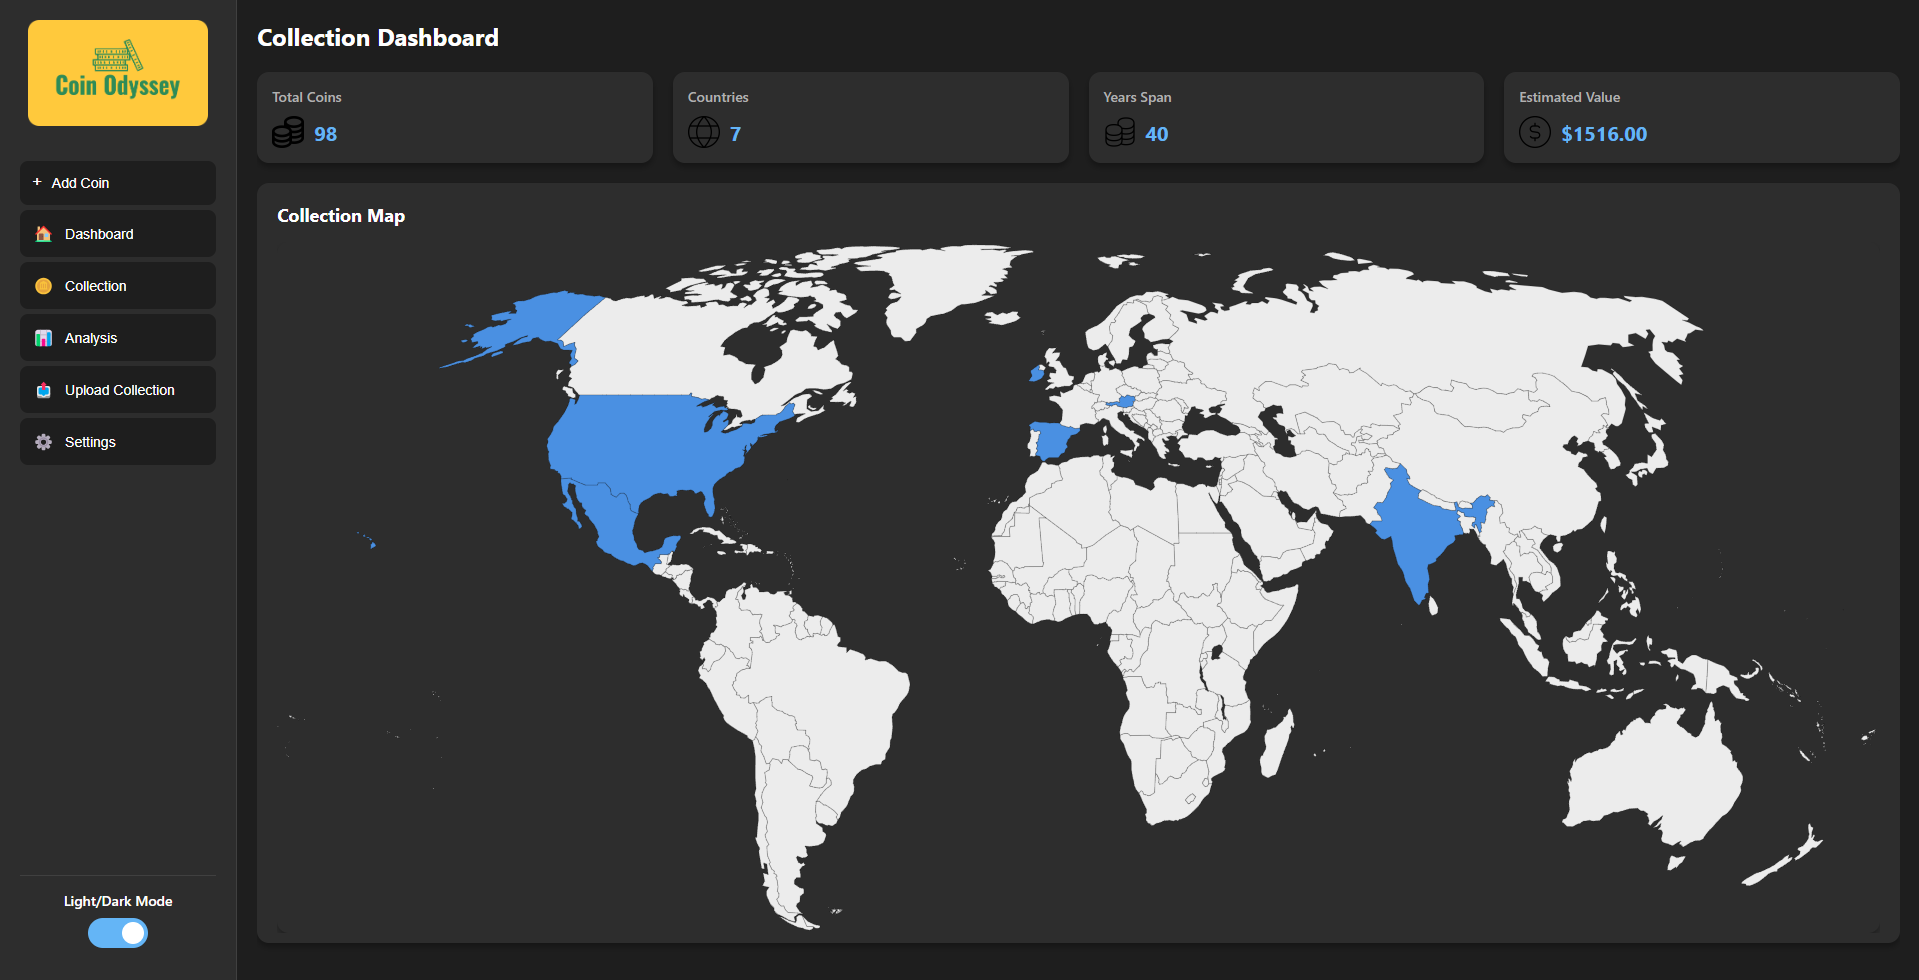 Coin Odyssey
+ Add Coin
Dashboard
Collection
Analysis
Upload Collection
Settings
Light/Dark Mode
Collection Dashboard
Total Coins
98
Countries
7
Years Span
40
Estimated Value
$1516.00
Collection Map